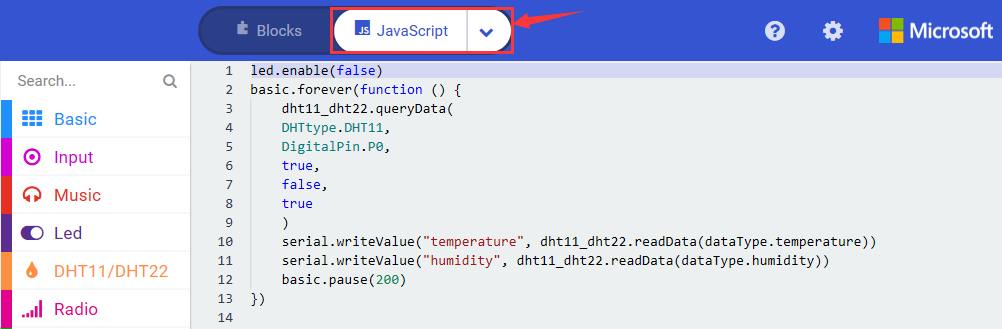 Blocks
JS JavaScript
?
Microsoft
Search...
Basic
Input
Music
Led
DHT11/DHT22
Radio
1 led.enable(false)
2 basic.forever(function () {
3     dht11_dht22.queryData(
4     DHTtype.DHT11,
5     DigitalPin.P0,
6     true,
7     false,
8     true
9     )
10     serial.writeValue("temperature", dht11_dht22.readData(dataType.temperature))
11     serial.writeValue("humidity", dht11_dht22.readData(dataType.humidity))
12     basic.pause(200)
13 })
14